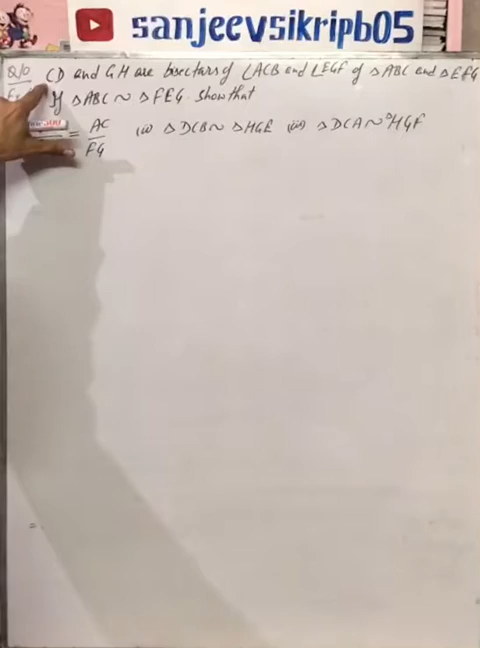 sanjeevsikripb05
Q10 CD and GH are bisectors of ∠ACB and ∠EGF of △ABC and △EFG
If △ABC ~ △FEG. Show that
= AC/FG (ii) △DCB ~ △HGE (iii) △DCA ~ △HGF
=